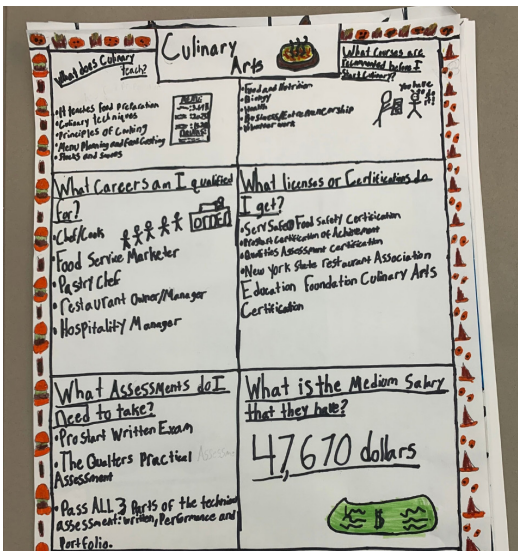 Culinary
Arts
What does Culinary
teach?
•It teaches Food Preparation
•Culinary techniques
•Principles of Cooking
•Menu Planning and Food Costing
•Stocks and Sauces
What courses are
recommended before I
start Culinary?
•Food and Nutrition
•Biology
•Health
•Business/Entrepreneurship
•Volunteer work
What Careers am I qualified
for?
•Chef/Cook
•Food Service Marketer
•Pastry Chef
•restaurant Owner/Manager
•Hospitality Manager
ORDER
What licenses or Certifications do
I get?
•ServSafe® Food Safety Certification
•Prostart Certification of Achievement
Assessment Certification
•New York State restaurant Association
Education Foundation Culinary Arts
Certification
What Assessments do I
need to take?
•ProStart Written Exam
•The Qualters Practical
Assessment
•Pass ALL 3 Parts of the technical
assessment: written, Performance and
Portfolio.
What is the Medium Salary
that they have?
47,670 dollars
$